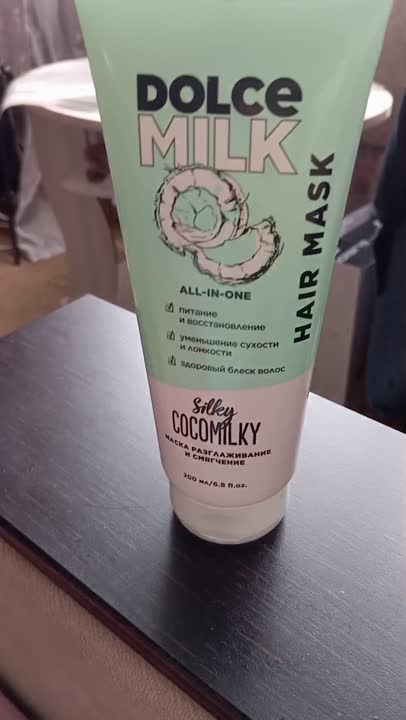 DOLCE
MILK
HAIR MASK
ALL-IN-ONE
питание
и восстановление
уменьшение сухости
и ломкости
здоровый блеск волос
Silky
COCOMILKY
МАСКА РАЗГЛАЖИВАНИЕ
И СМЯГЧЕНИЕ
200 мл/6.8 fl.oz.